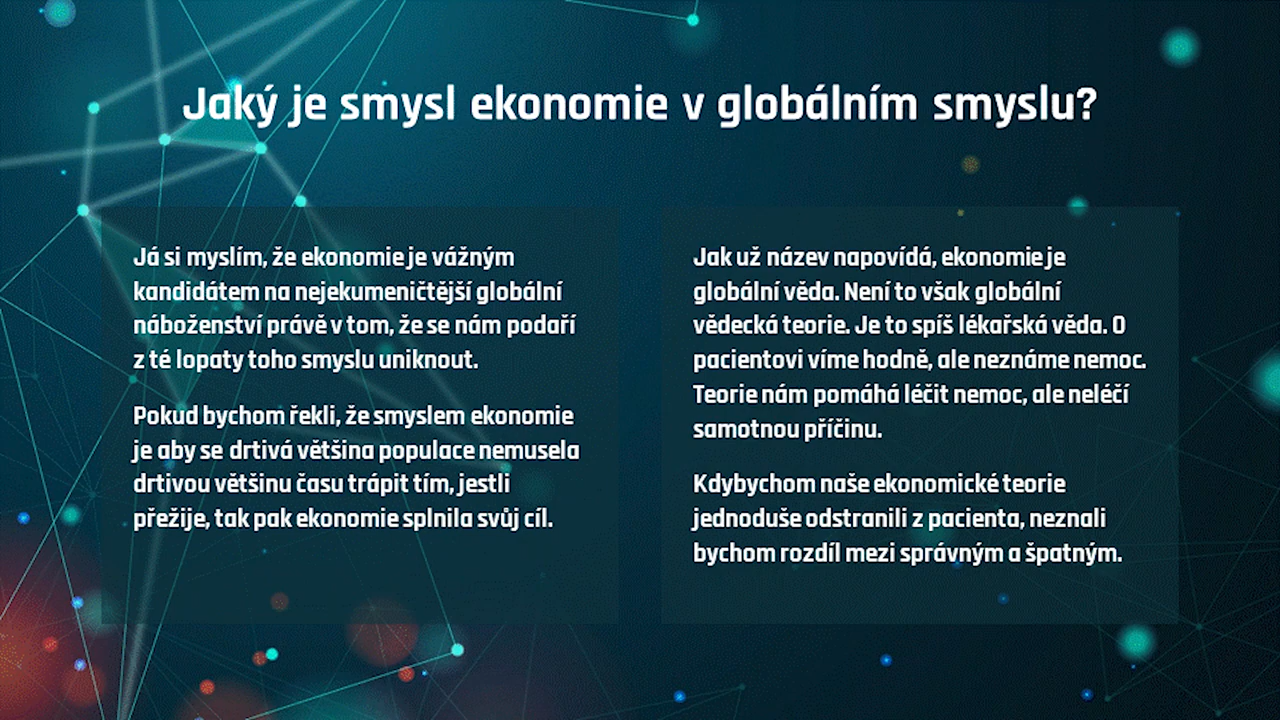 Jaký je smysl ekonomie v globálním smyslu?
Já si myslím, že ekonomie je vážným
kandidátem na nejekumeničtější globální
náboženství právě v tom, že se nám podaří
z té lopaty toho smyslu uniknout.
Pokud bychom řekli, že smyslem ekonomie
je aby se drtivá většina populace nemusela
drtivou většinu času trápit tím, jestli
přežije, tak pak ekonomie splnila svůj cíl.
Jak už název napovídá, ekonomie je
globální věda. Není to však globální
vědecká teorie. Je to spíš lékařská věda. O
pacientovi víme hodně, ale neznáme nemoc.
Teorie nám pomáhá léčit nemoc, ale neléčí
samotnou příčinu.
Kdybychom naše ekonomické teorie
jednoduše odstranili z pacienta, neznali
bychom rozdíl mezi správným a špatným.